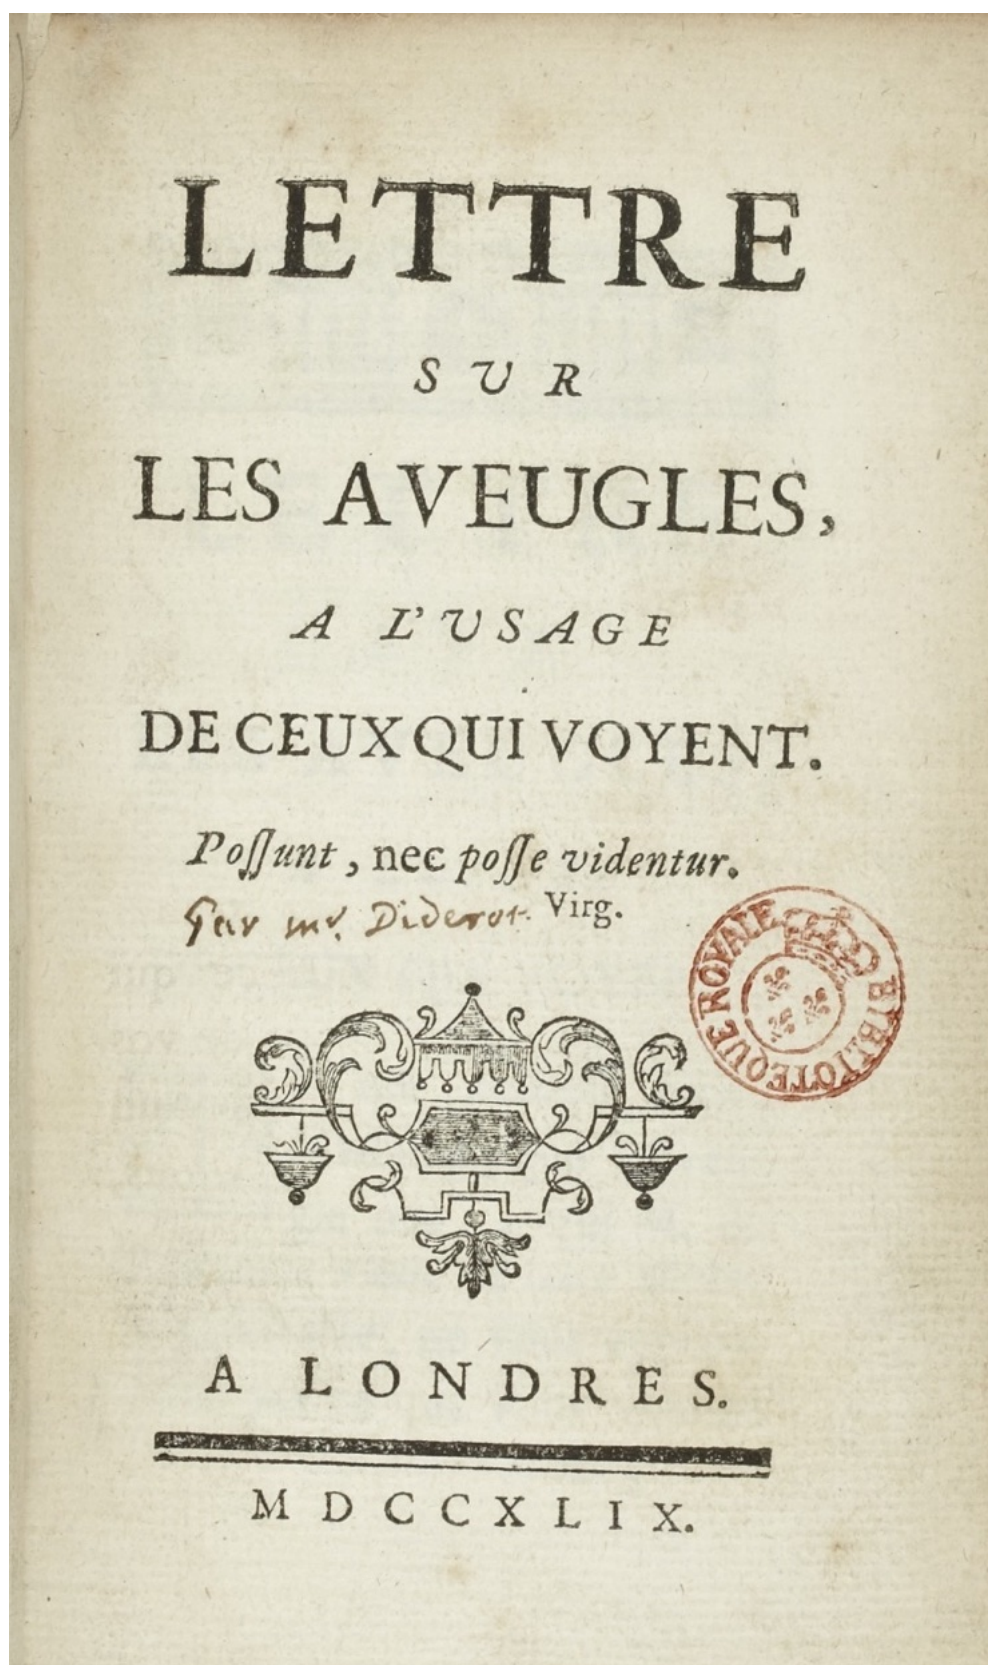 LETTRE
SUR
LES AVEUGLES,
A L'USAGE
DE CEUX QUI VOYENT.
Poſſunt, nec poſſe videntur.
Par mr. Diderot. Virg.
BIBLIOTEQUE ROYALE
A LONDRES.
MDCCXLIX.